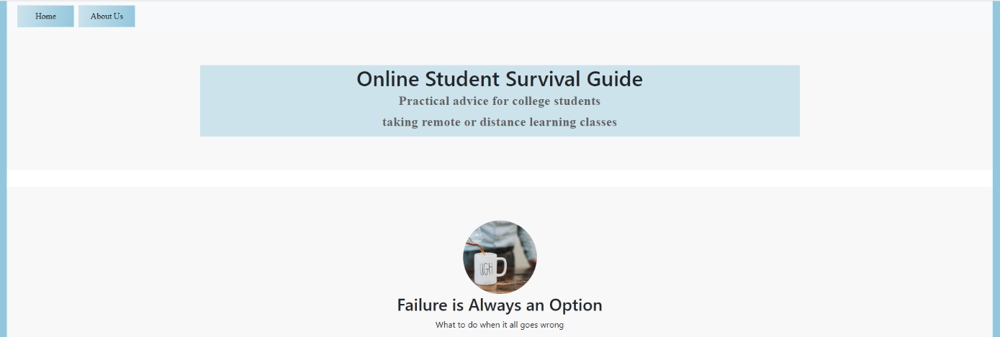 Home
About Us
Online Student Survival Guide
Practical advice for college students
taking remote or distance learning classes
UGH
Failure is Always an Option
What to do when it all goes wrong